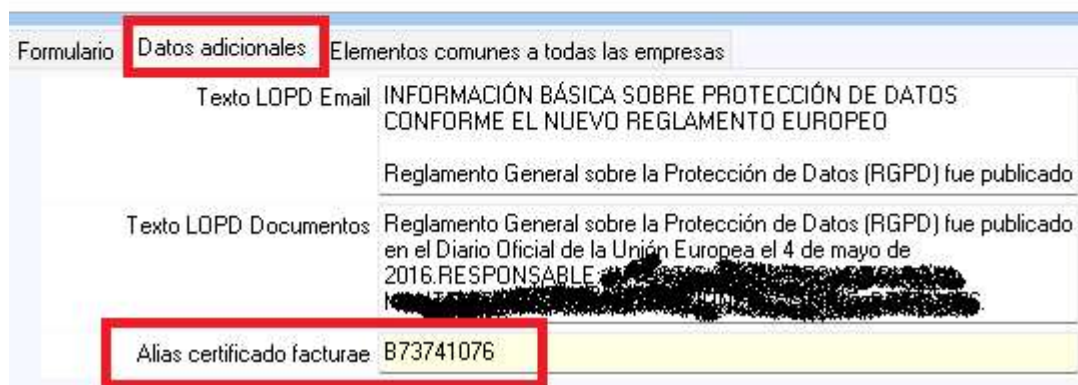 Formulario Datos adicionales Elementos comunes a todas las empresas
Texto LOPD Email INFORMACIÓN BÁSICA SOBRE PROTECCIÓN DE DATOS
CONFORME EL NUEVO REGLAMENTO EUROPEO
Reglamento General sobre la Protección de Datos (RGPD) fue publicado
Texto LOPD Documentos Reglamento General sobre la Protección de Datos (RGPD) fue publicado
en el Diario Oficial de la Unión Europea el 4 de mayo de
2016.RESPONSABLE:
Alias certificado facturae B73741076